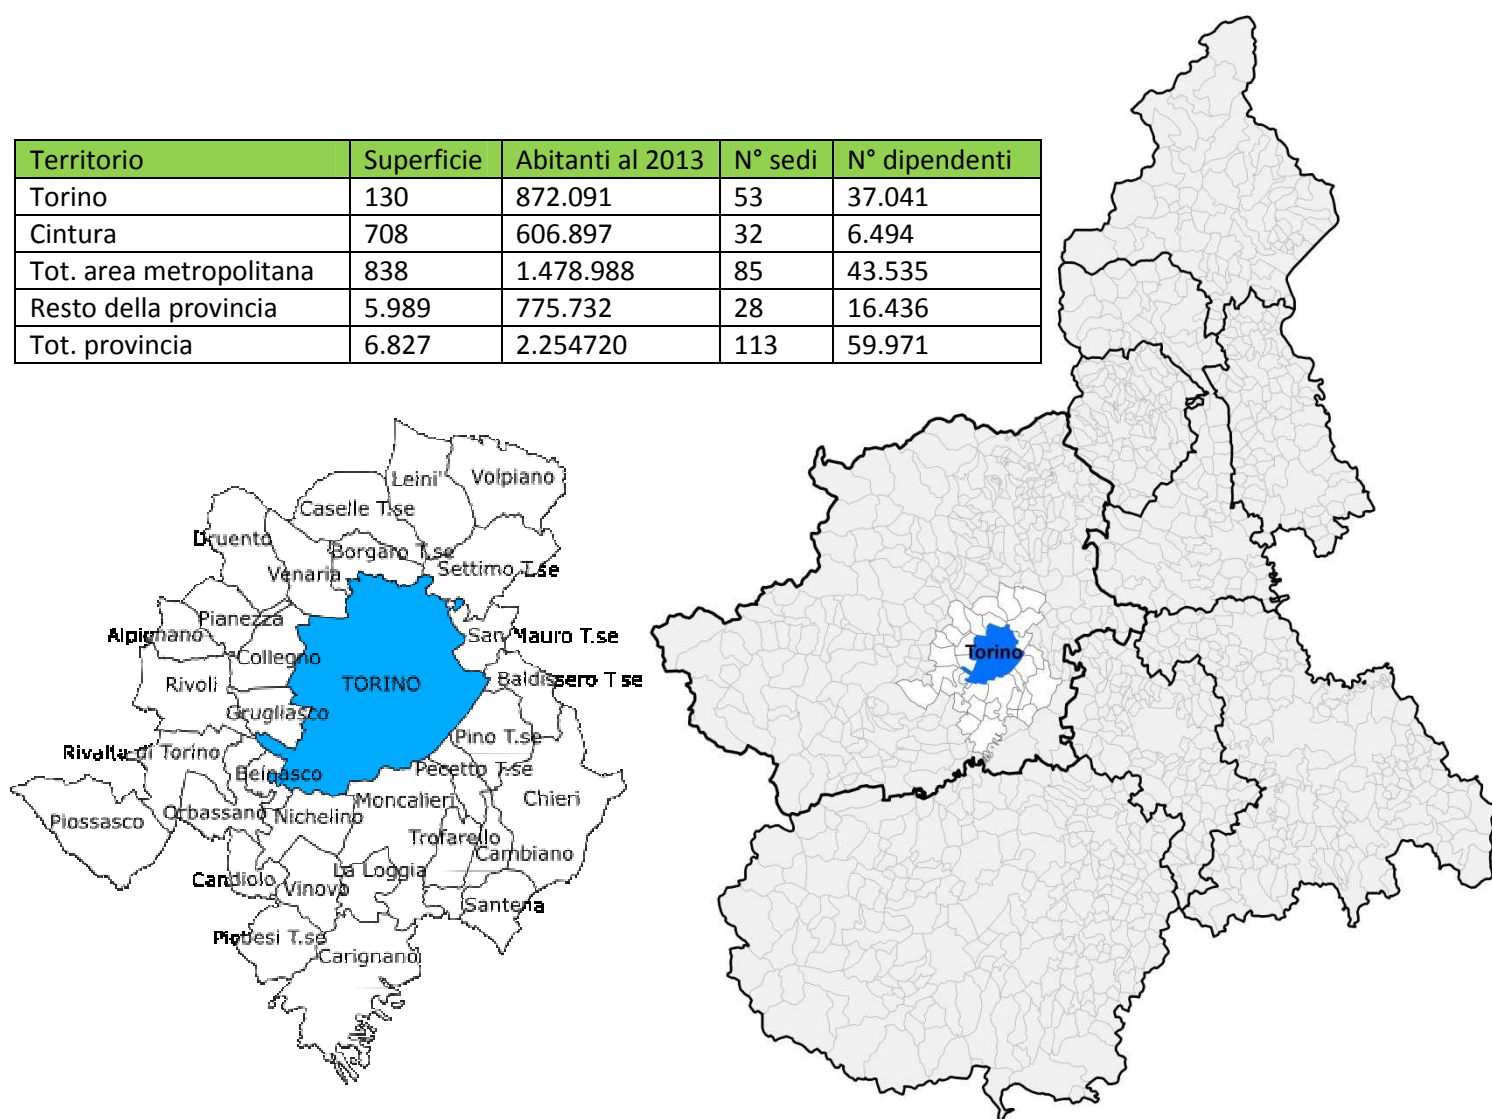 Territorio Superficie Abitanti al 2013 N° sedi N° dipendenti
Torino 130 872.091 53 37.041
Cintura 708 606.897 32 6.494
Tot. area metropolitana 838 1.478.988 85 43.535
Resto della provincia 5.989 775.732 28 16.436
Tot. provincia 6.827 2.254720 113 59.971
Leini'
Volpiano
Caselle T.se
Druento
Borgaro T.se
Venaria
Settimo T.se
Pianezza
Alpignano
San Mauro T.se
Collegno
Rivoli
TORINO
Baldissero T se
Grugliasco
Pino T.se
Rivalta di Torino
Beinasco
Pecetto T.se
Moncalieri
Chieri
Piossasco
Orbassano
Nichelino
Trofarello
Cambiano
La Loggia
Candiolo
Vinovo
Santena
Piobesi T.se
Carignano
Torino